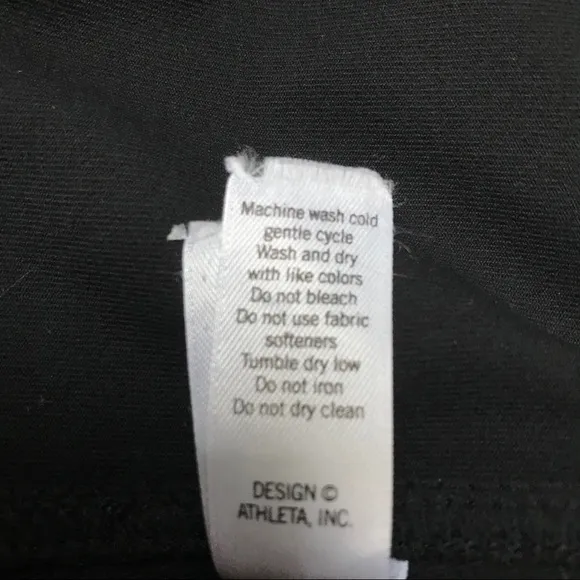 Machine wash cold
gentle cycle
Wash and dry
with like colors
Do not bleach
Do not use fabric
softeners
Tumble dry low
Do not iron
Do not dry clean
DESIGN ©
ATHLETA, INC.